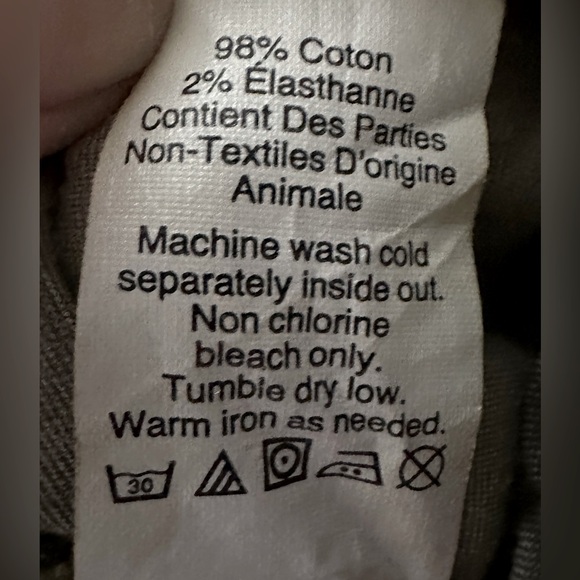 98% Coton
2% Élasthanne
Contient Des Parties
Non-Textiles D'origine
Animale
Machine wash cold
separately inside out.
Non chlorine
bleach only.
Tumble dry low.
Warm iron as needed.
30